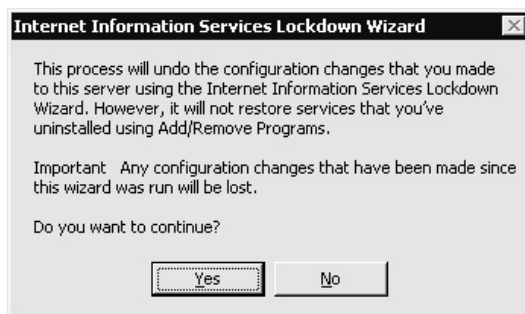 Internet Information Services Lockdown Wizard
This process will undo the configuration changes that you made
to this server using the Internet Information Services Lockdown
Wizard. However, it will not restore services that you've
uninstalled using Add/Remove Programs.
Important Any configuration changes that have been made since
this wizard was run will be lost.
Do you want to continue?
Yes
No